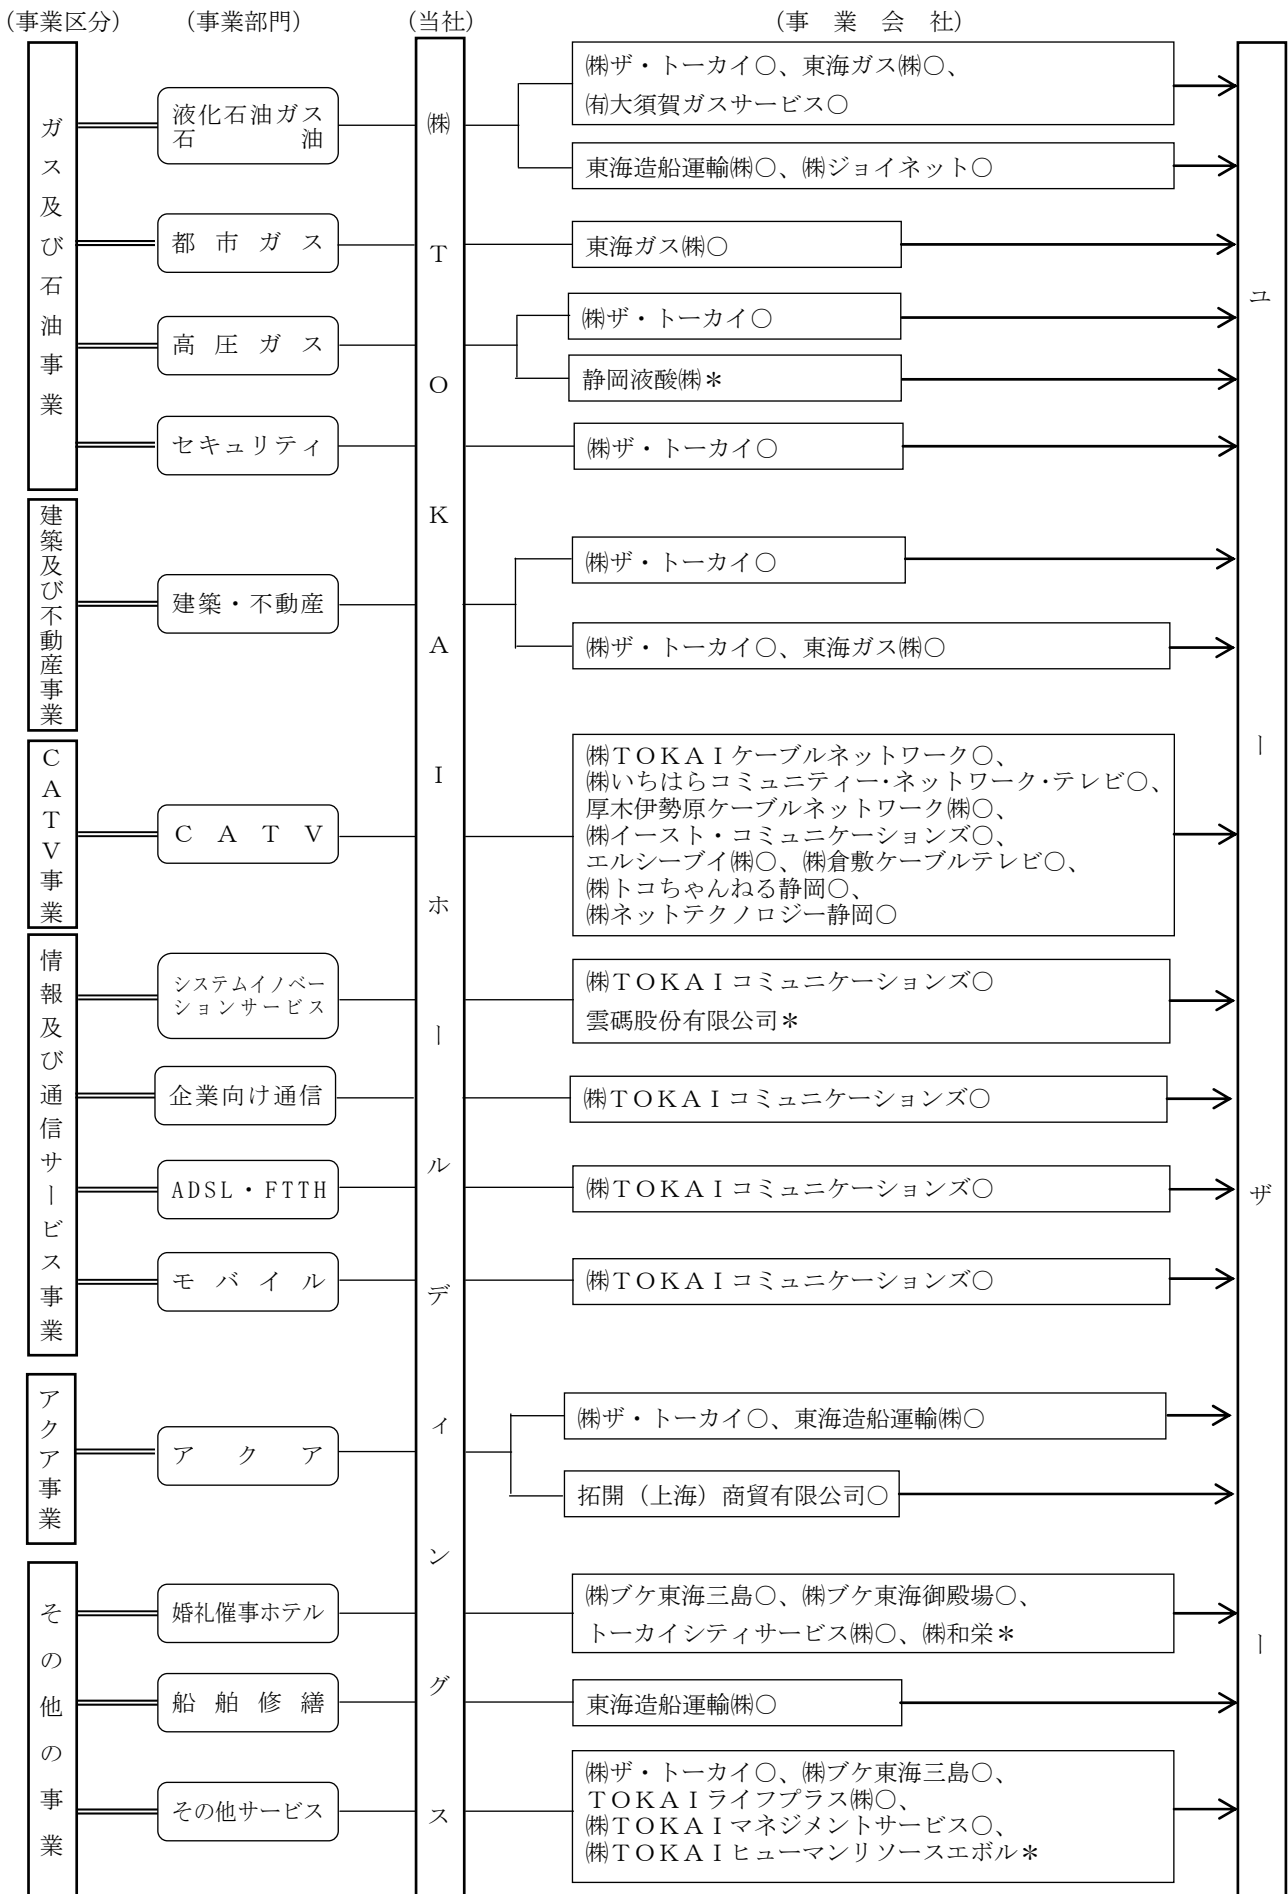 (事業区分)
(事業部門)
(当社)
(事 業 会 社)
ガス及び石油事業
液化石油ガス
石油
都市ガス
高圧ガス
セキュリティ
建築及び不動産事業
建築・不動産
CATV事業
CATV
情報及び通信サービス事業
システムイノベー
ションサービス
企業向け通信
ADSL・FTTH
モバイル
アクア事業
アクア
その他の事業
婚礼催事ホテル
船舶修繕
その他サービス
㈱TOKAIホールディングス
㈱ザ・トーカイ○、東海ガス㈱○、
㈲大須賀ガスサービス○
東海造船運輸㈱○、㈱ジョイネット○
東海ガス㈱○
㈱ザ・トーカイ○
静岡液酸㈱＊
㈱ザ・トーカイ○
㈱ザ・トーカイ○
㈱ザ・トーカイ○、東海ガス㈱○
㈱TOKAIケーブルネットワーク○、
㈱いちはらコミュニティー・ネットワーク・テレビ○、
厚木伊勢原ケーブルネットワーク㈱○、
㈱イースト・コミュニケーションズ○、
エルシーブイ㈱○、㈱倉敷ケーブルテレビ○、
㈱トコちゃんねる静岡○、
㈱ネットテクノロジー静岡○
㈱TOKAIコミュニケーションズ○
雲碼股份有限公司＊
㈱TOKAIコミュニケーションズ○
㈱TOKAIコミュニケーションズ○
㈱TOKAIコミュニケーションズ○
㈱ザ・トーカイ○、東海造船運輸㈱○
拓開（上海）商貿有限公司○
㈱ブケ東海三島○、㈱ブケ東海御殿場○、
トーカイシティサービス㈱○、㈱和栄＊
東海造船運輸㈱○
㈱ザ・トーカイ○、㈱ブケ東海三島○、
TOKAIライフプラス㈱○、
㈱TOKAIマネジメントサービス○、
㈱TOKAIヒューマンリソースエボル＊
ユーザー